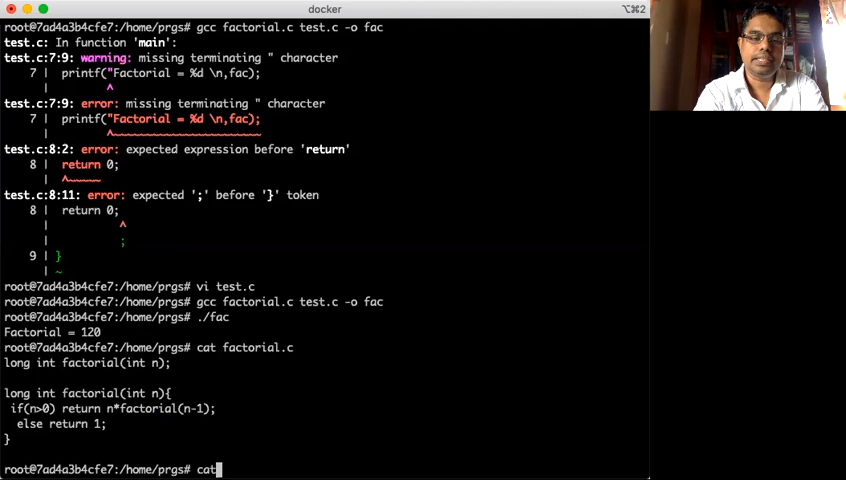 docker
⌥⌘2
root@7ad4a3b4cfe7:/home/prgs# gcc factorial.c test.c -o fac
test.c: In function 'main':
test.c:7:9: warning: missing terminating " character
7 | printf("Factorial = %d \n,fac);
| ^
test.c:7:9: error: missing terminating " character
7 | printf("Factorial = %d \n,fac);
| ^~~~~~~~~~~~~~~~~~~~~~~~
test.c:8:2: error: expected expression before 'return'
8 | return 0;
| ^~~~~~
test.c:8:11: error: expected ';' before '}' token
8 | return 0;
| ^
| ;
9 | }
| ~
root@7ad4a3b4cfe7:/home/prgs# vi test.c
root@7ad4a3b4cfe7:/home/prgs# gcc factorial.c test.c -o fac
root@7ad4a3b4cfe7:/home/prgs# ./fac
Factorial = 120
root@7ad4a3b4cfe7:/home/prgs# cat factorial.c
long int factorial(int n);
long int factorial(int n){
if(n>0) return n*factorial(n-1);
else return 1;
}
root@7ad4a3b4cfe7:/home/prgs# cat